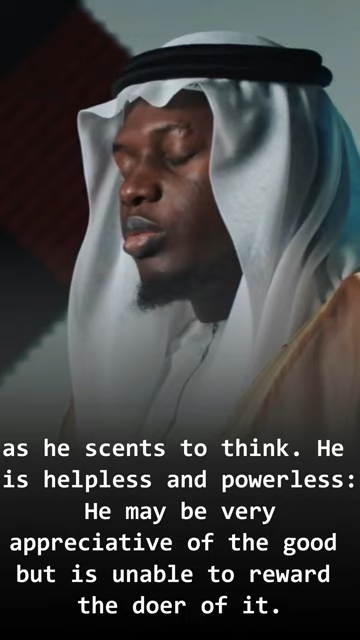 as he scents to think. He
is helpless and powerless:
He may be very
appreciative of the good
but is unable to reward
the doer of it.